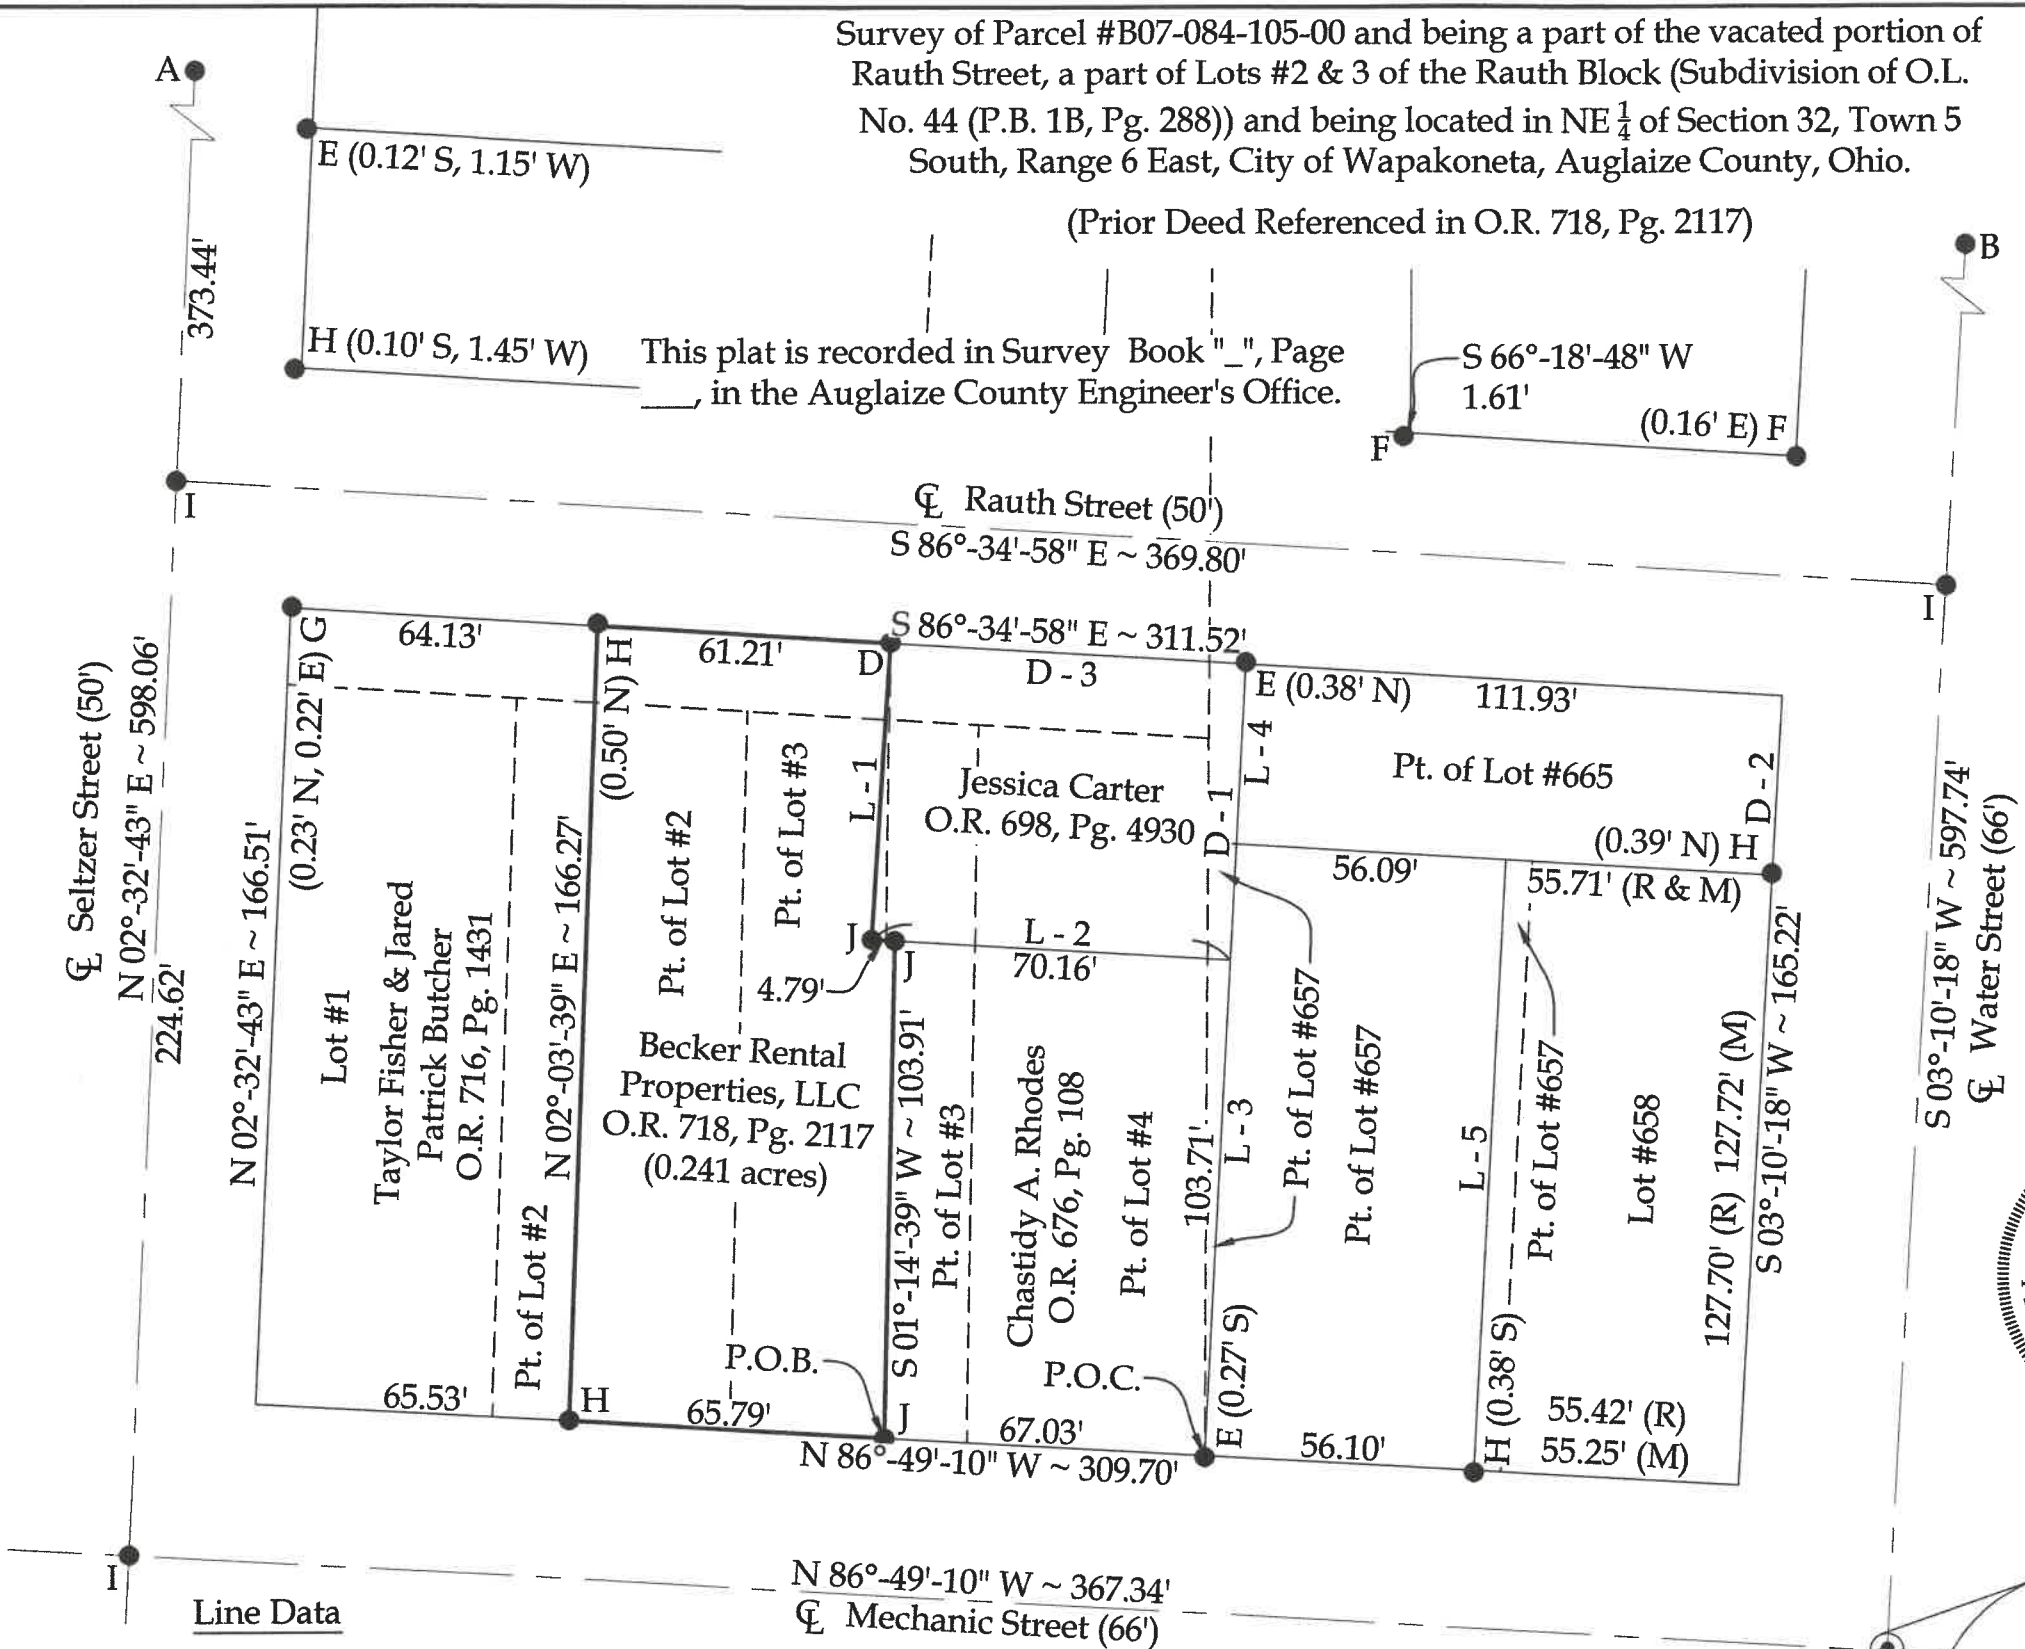 Survey of Parcel #B07-084-105-00 and being a part of the vacated portion of
Rauth Street, a part of Lots #2 & 3 of the Rauth Block (Subdivision of O.L.
No. 44 (P.B. 1B, Pg. 288)) and being located in NE 1/4 of Section 32, Town 5
South, Range 6 East, City of Wapakoneta, Auglaize County, Ohio.
(Prior Deed Referenced in O.R. 718, Pg. 2117)
A
B
E (0.12' S, 1.15' W)
373.44'
H (0.10' S, 1.45' W)
This plat is recorded in Survey Book "_", Page
___, in the Auglaize County Engineer's Office.
S 66°-18'-48" W
1.61'
(0.16' E) F
F
I
℄ Rauth Street (50')
S 86°-34'-58" E ~ 369.80'
I
S 86°-34'-58" E ~ 311.52'
64.13'
61.21'
D
D - 3
E (0.38' N)
111.93'
G
(0.23' N, 0.22' E)
H
(0.50' N)
℄ Seltzer Street (50')
N 02°-32'-43" E ~ 598.06'
224.62'
N 02°-32'-43" E ~ 166.51'
Lot #1
Taylor Fisher & Jared
Patrick Butcher
O.R. 716, Pg. 1431
Pt. of Lot #2
N 02°-03'-39" E ~ 166.27'
Pt. of Lot #2
Pt. of Lot #3
L - 1
Jessica Carter
O.R. 698, Pg. 4930
D - 1
L - 4
Pt. of Lot #665
D - 2
(0.39' N) H
56.09'
55.71' (R & M)
J
J
L - 2
70.16'
4.79'
Becker Rental
Properties, LLC
O.R. 718, Pg. 2117
(0.241 acres)
S 01°-14'-39" W ~ 103.91'
Pt. of Lot #3
Chastidy A. Rhodes
O.R. 676, Pg. 108
Pt. of Lot #4
103.71'
L - 3
Pt. of Lot #657
Pt. of Lot #657
L - 5
Pt. of Lot #657
Lot #658
127.70' (R) 127.72' (M)
S 03°-10'-18" W ~ 165.22'
S 03°-10'-18" W ~ 597.74'
℄ Water Street (66')
P.O.B.
P.O.C.
E (0.27' S)
H (0.38' S)
65.53'
H
65.79'
J
67.03'
56.10'
55.42' (R)
55.25' (M)
N 86°-49'-10" W ~ 309.70'
I
N 86°-49'-10" W ~ 367.34'
℄ Mechanic Street (66')
Line Data